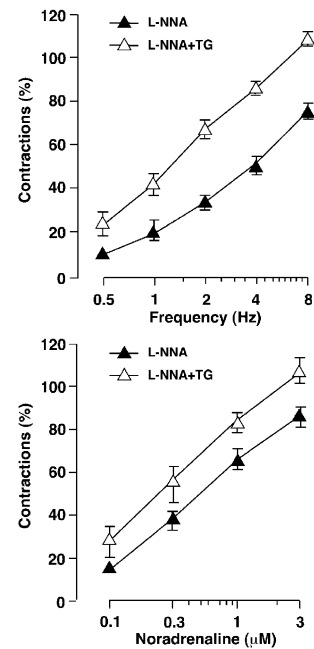 120
L-NNA
L-NNA+TG
100
80
60
40
20
0
Contractions (%)
0.5 1 2 4 8
Frequency (Hz)
120
L-NNA
L-NNA+TG
100
80
60
40
20
0
Contractions (%)
0.1 0.3 1 3
Noradrenaline (μM)